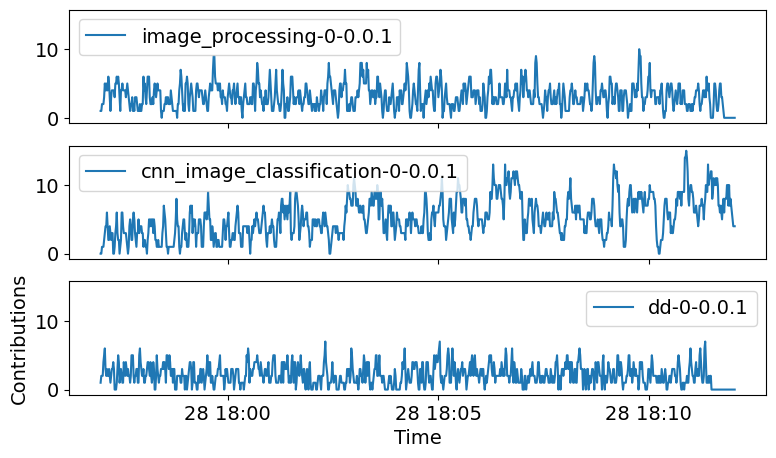 10
image_processing-0-0.0.1
0
10
cnn_image_classification-0-0.0.1
0
Contributions
10
dd-0-0.0.1
0
28 18:00
28 18:05
28 18:10
Time